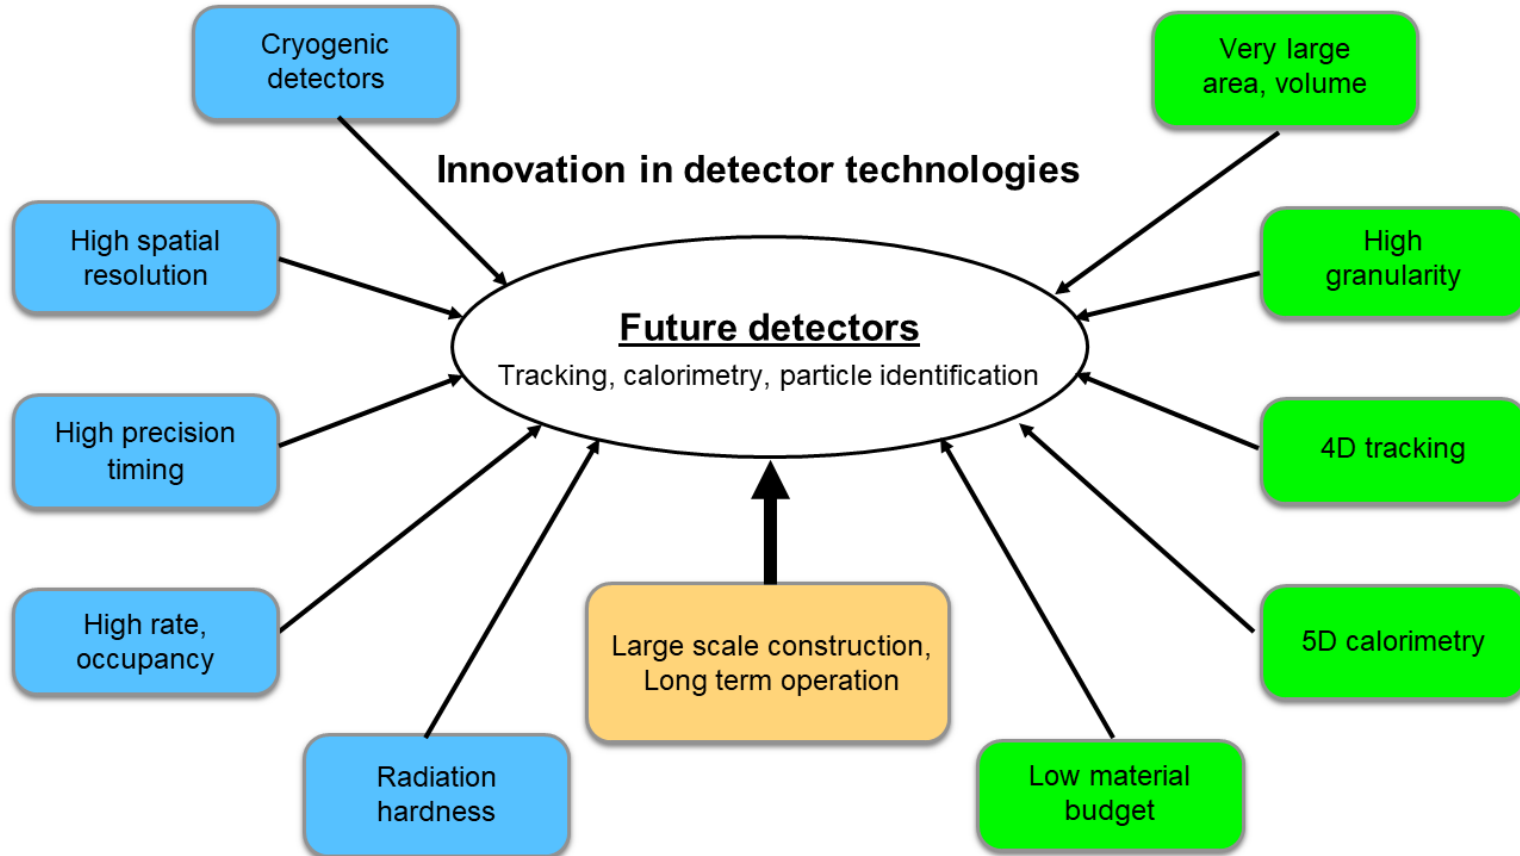 Cryogenic
detectors
Very large
area, volume
Innovation in detector technologies
High spatial
resolution
High
granularity
Future detectors
Tracking, calorimetry, particle identification
High precision
timing
4D tracking
High rate,
occupancy
Large scale construction,
Long term operation
5D calorimetry
Radiation
hardness
Low material
budget